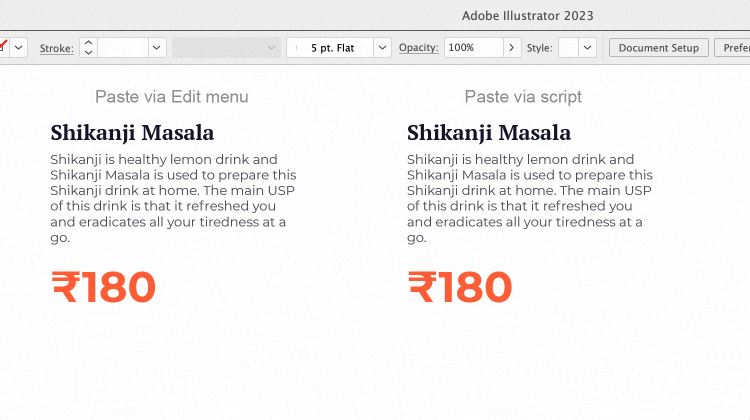 Adobe Illustrator 2023
Stroke: 5 pt. Flat Opacity: 100% Style: Document Setup
Paste via Edit menu
Shikanji Masala
Shikanji is healthy lemon drink and
Shikanji Masala is used to prepare this
Shikanji drink at home. The main USP
of this drink is that it refreshed you
and eradicates all your tiredness at a
go.
₹180
Paste via script
Shikanji Masala
Shikanji is healthy lemon drink and
Shikanji Masala is used to prepare this
Shikanji drink at home. The main USP
of this drink is that it refreshed you
and eradicates all your tiredness at a
go.
₹180